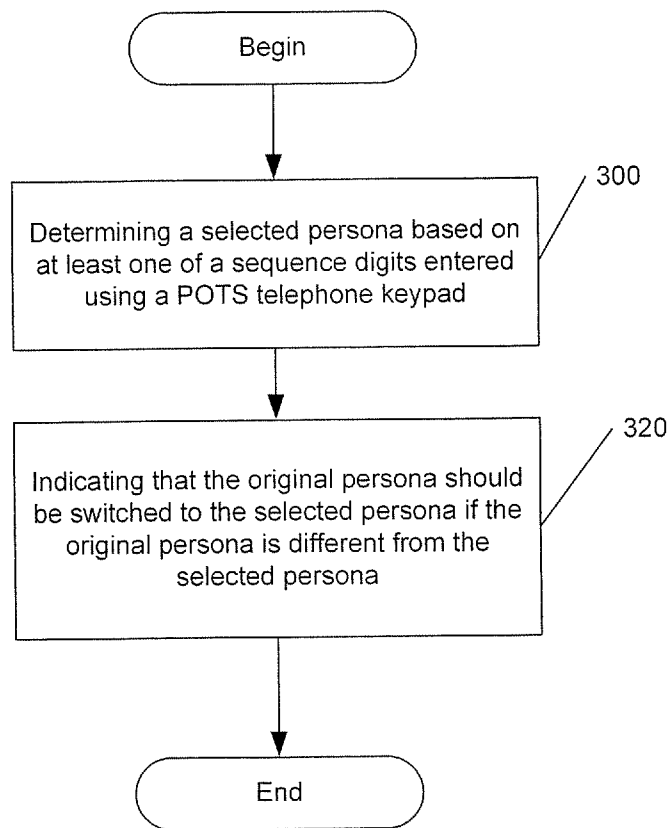 Begin
300
Determining a selected persona based on
at least one of a sequence digits entered
using a POTS telephone keypad
320
Indicating that the original persona should
be switched to the selected persona if the
original persona is different from the
selected persona
End